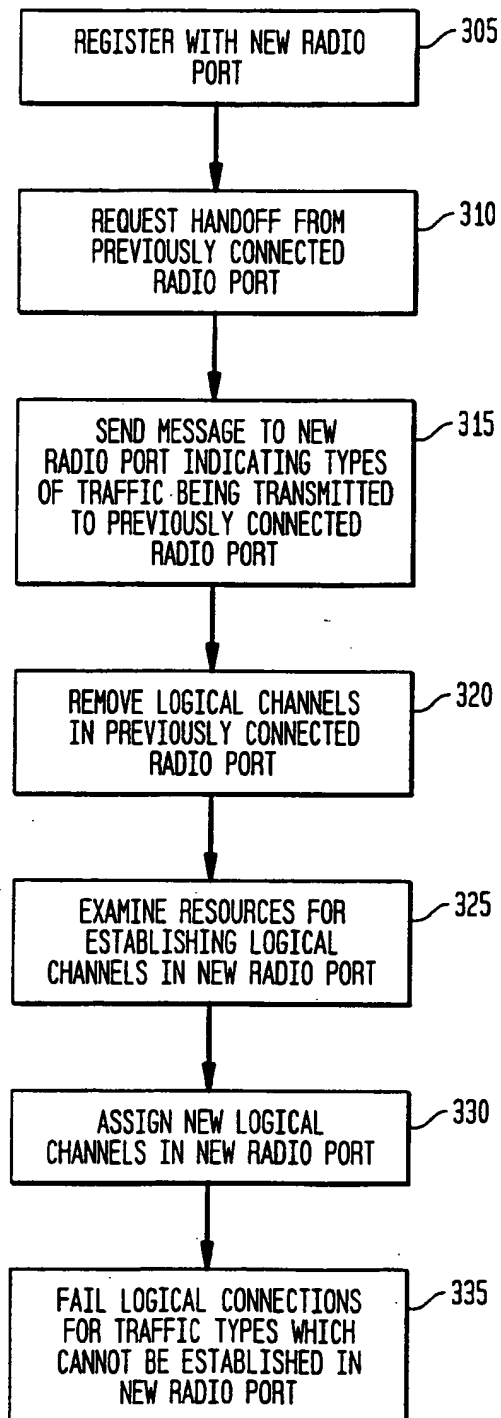 REGISTER WITH NEW RADIO
PORT
305
REQUEST HANDOFF FROM
PREVIOUSLY CONNECTED
RADIO PORT
310
SEND MESSAGE TO NEW
RADIO PORT INDICATING TYPES
OF TRAFFIC BEING TRANSMITTED
TO PREVIOUSLY CONNECTED
RADIO PORT
315
REMOVE LOGICAL CHANNELS
IN PREVIOUSLY CONNECTED
RADIO PORT
320
EXAMINE RESOURCES FOR
ESTABLISHING LOGICAL
CHANNELS IN NEW RADIO PORT
325
ASSIGN NEW LOGICAL
CHANNELS IN NEW RADIO PORT
330
FAIL LOGICAL CONNECTIONS
FOR TRAFFIC TYPES WHICH
CANNOT BE ESTABLISHED IN
NEW RADIO PORT
335